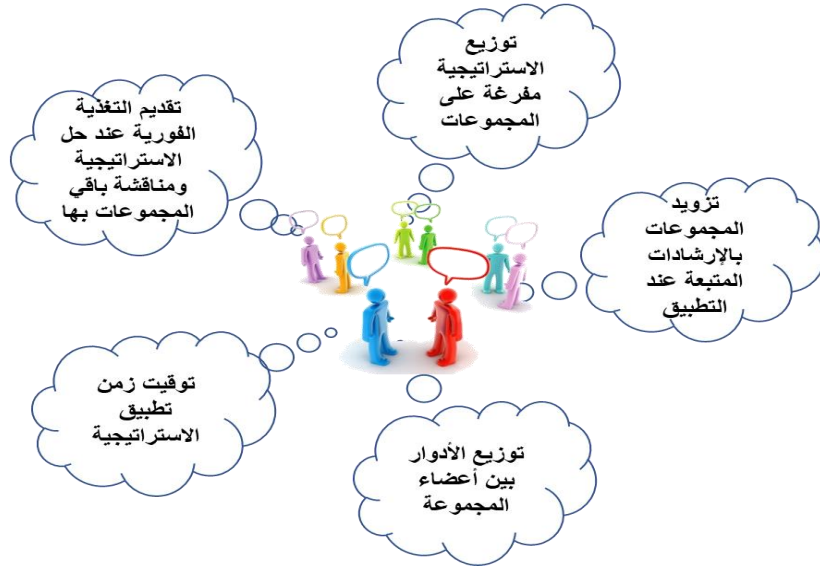 توزيع
الاستراتيجية
مفرغة على
المجموعات
تزويد
المجموعات
بالإرشادات
المتبعة عند
التطبيق
توزيع الأدوار
بين أعضاء
المجموعة
توقيت زمن
تطبيق
الاستراتيجية
تقديم التغذية
الفورية عند حل
الاستراتيجية
ومناقشة باقي
المجموعات بها